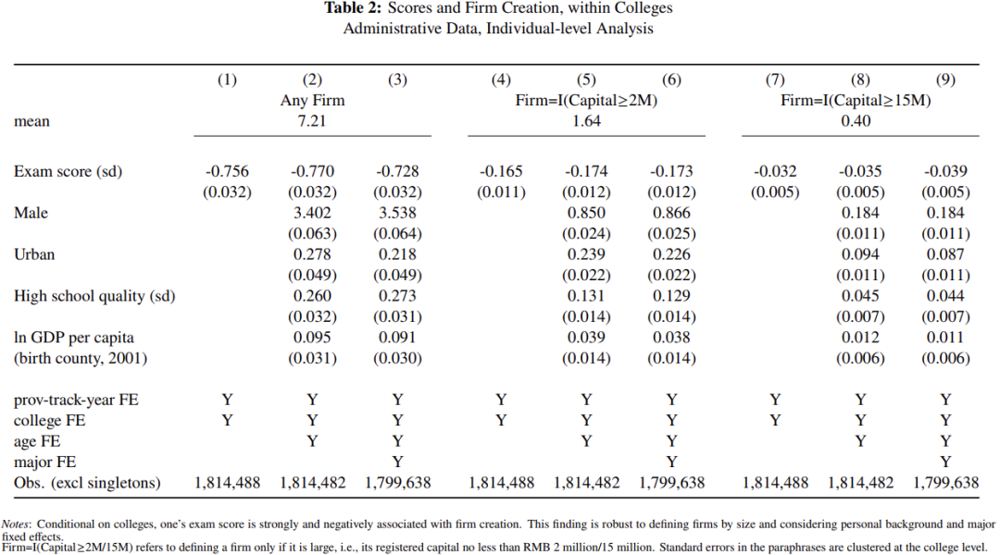 Table 2: Scores and Firm Creation, within Colleges
Administrative Data, Individual-level Analysis
(1) (2) (3) (4) (5) (6) (7) (8) (9)
Any Firm Firm=I(Capital≥2M) Firm=I(Capital≥15M)
mean 7.21 1.64 0.40
Exam score (sd) -0.756 -0.770 -0.728 -0.165 -0.174 -0.173 -0.032 -0.035 -0.039
(0.032) (0.032) (0.032) (0.011) (0.012) (0.012) (0.005) (0.005) (0.005)
Male 3.402 3.538 0.850 0.866 0.184 0.184
(0.063) (0.064) (0.024) (0.025) (0.011) (0.011)
Urban 0.278 0.218 0.239 0.226 0.094 0.087
(0.049) (0.049) (0.022) (0.022) (0.011) (0.011)
High school quality (sd) 0.260 0.273 0.131 0.129 0.045 0.044
(0.032) (0.031) (0.014) (0.014) (0.007) (0.007)
ln GDP per capita 0.095 0.091 0.039 0.038 0.012 0.011
(birth county, 2001) (0.031) (0.030) (0.014) (0.014) (0.006) (0.006)
prov-track-year FE Y Y Y Y Y Y Y Y Y
college FE Y Y Y Y Y Y Y Y Y
age FE Y Y Y Y Y Y
major FE Y Y Y
Obs. (excl singletons) 1,814,488 1,814,482 1,799,638 1,814,488 1,814,482 1,799,638 1,814,488 1,814,482 1,799,638
Notes: Conditional on colleges, one's exam score is strongly and negatively associated with firm creation. This finding is robust to defining firms by size and considering personal background and major
fixed effects.
Firm=I(Capital≥2M/15M) refers to defining a firm only if it is large, i.e., its registered capital no less than RMB 2 million/15 million. Standard errors in the paraphrases are clustered at the college level.